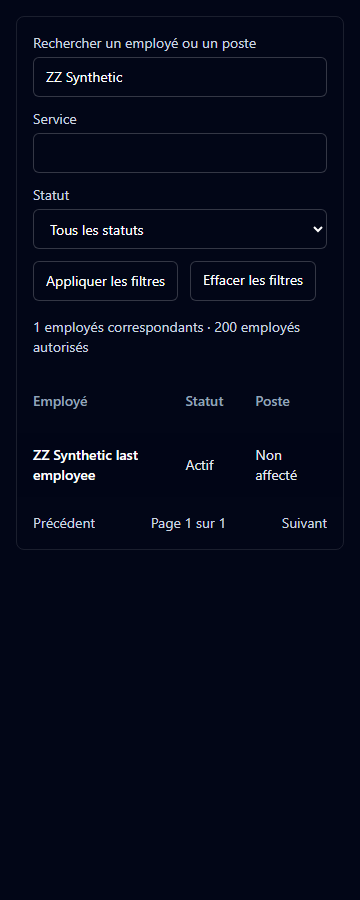 Rechercher un employé ou un poste
ZZ Synthetic
Service
Statut
Tous les statuts
Appliquer les filtres
Effacer les filtres
1 employés correspondants · 200 employés
autorisés
Employé Statut Poste
ZZ Synthetic last
employee
Actif
Non
affecté
Précédent Page 1 sur 1 Suivant